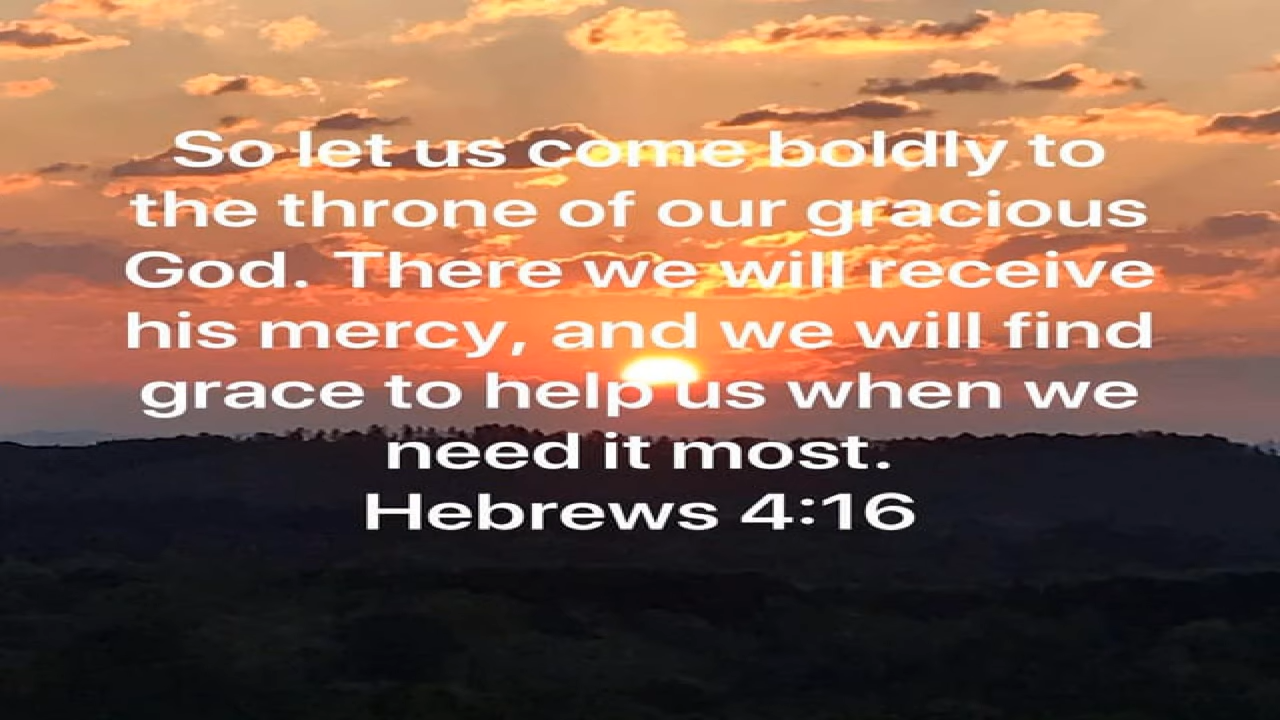 So let us come boldly to
the throne of our gracious
God. There we will receive
his mercy, and we will find
grace to help us when we
need it most.
Hebrews 4:16